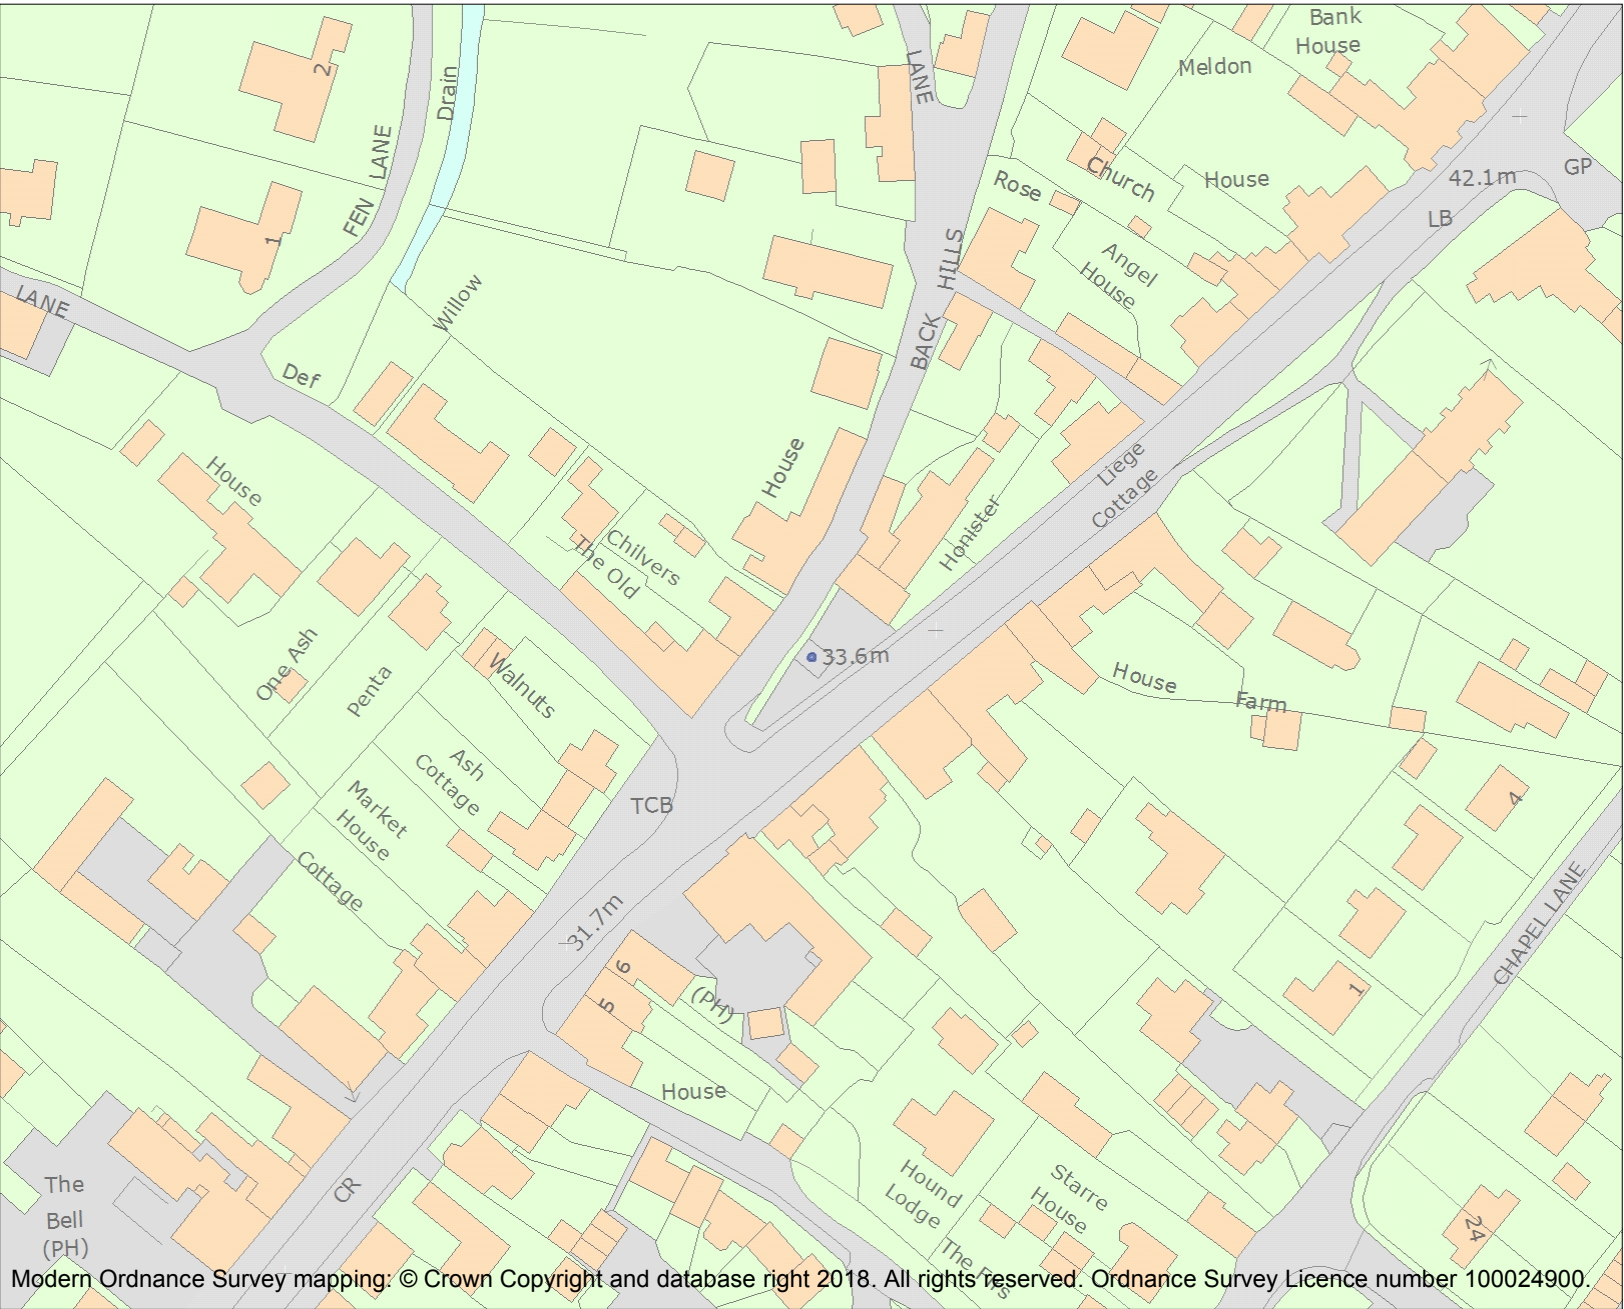 Bank
House
LANE
Meldon
2
Drain
FEN LANE
Church
House
42.1m
GP
Rose
LB
1
BACK HILLS
Angel
House
LANE
Willow
Def
House
House
Liege
Cottage
Honister
Chilvers
The Old
33.6m
One Ash
Penta
Walnuts
House
Farm
Ash
Cottage
TCB
Market
House
4
Cottage
31.7m
CHAPEL LANE
6
5
(PH)
1
House
Hound
Lodge
Starre
House
CR
The
Bell
(PH)
The Firs
24
Modern Ordnance Survey mapping: © Crown Copyright and database right 2018. All rights reserved. Ordnance Survey Licence number 100024900.